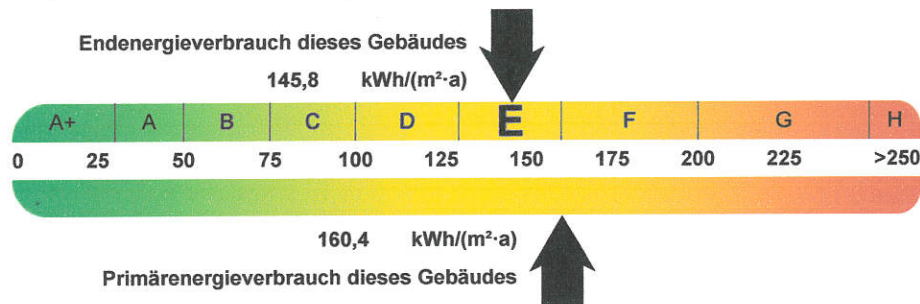 Endenergieverbrauch dieses Gebäudes
145,8 kWh/(m²·a)
A+ A B C D E F G H
0 25 50 75 100 125 150 175 200 225 >250
160,4 kWh/(m²·a)
Primärenergieverbrauch dieses Gebäudes